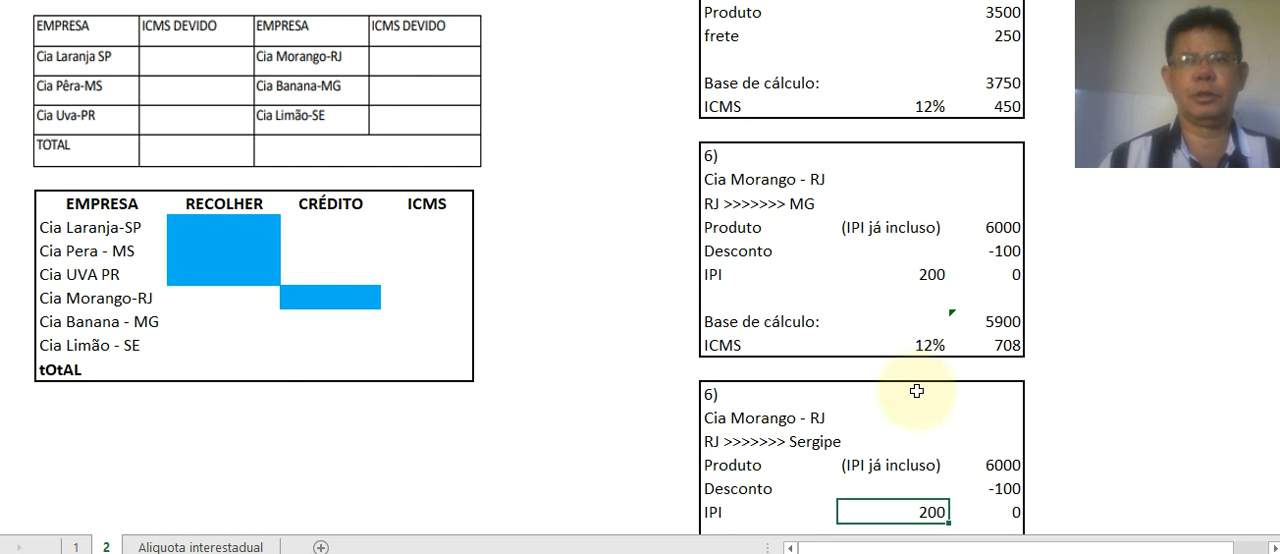 EMPRESA ICMS DEVIDO EMPRESA ICMS DEVIDO
Cia Laranja SP Cia Morango-RJ
Cia Pêra-MS Cia Banana-MG
Cia Uva-PR Cia Limão-SE
TOTAL
EMPRESA RECOLHER CRÉDITO ICMS
Cia Laranja-SP
Cia Pera - MS
Cia UVA PR
Cia Morango-RJ
Cia Banana - MG
Cia Limão - SE
tOtAL
Produto 3500
frete 250
Base de cálculo: 3750
ICMS 12% 450
6)
Cia Morango - RJ
RJ >>>>>>> MG
Produto (IPI já incluso) 6000
Desconto -100
IPI 200 0
Base de cálculo: 5900
ICMS 12% 708
6)
Cia Morango - RJ
RJ >>>>>>> Sergipe
Produto (IPI já incluso) 6000
Desconto -100
IPI 200 0
1 2 Aliquota interestadual